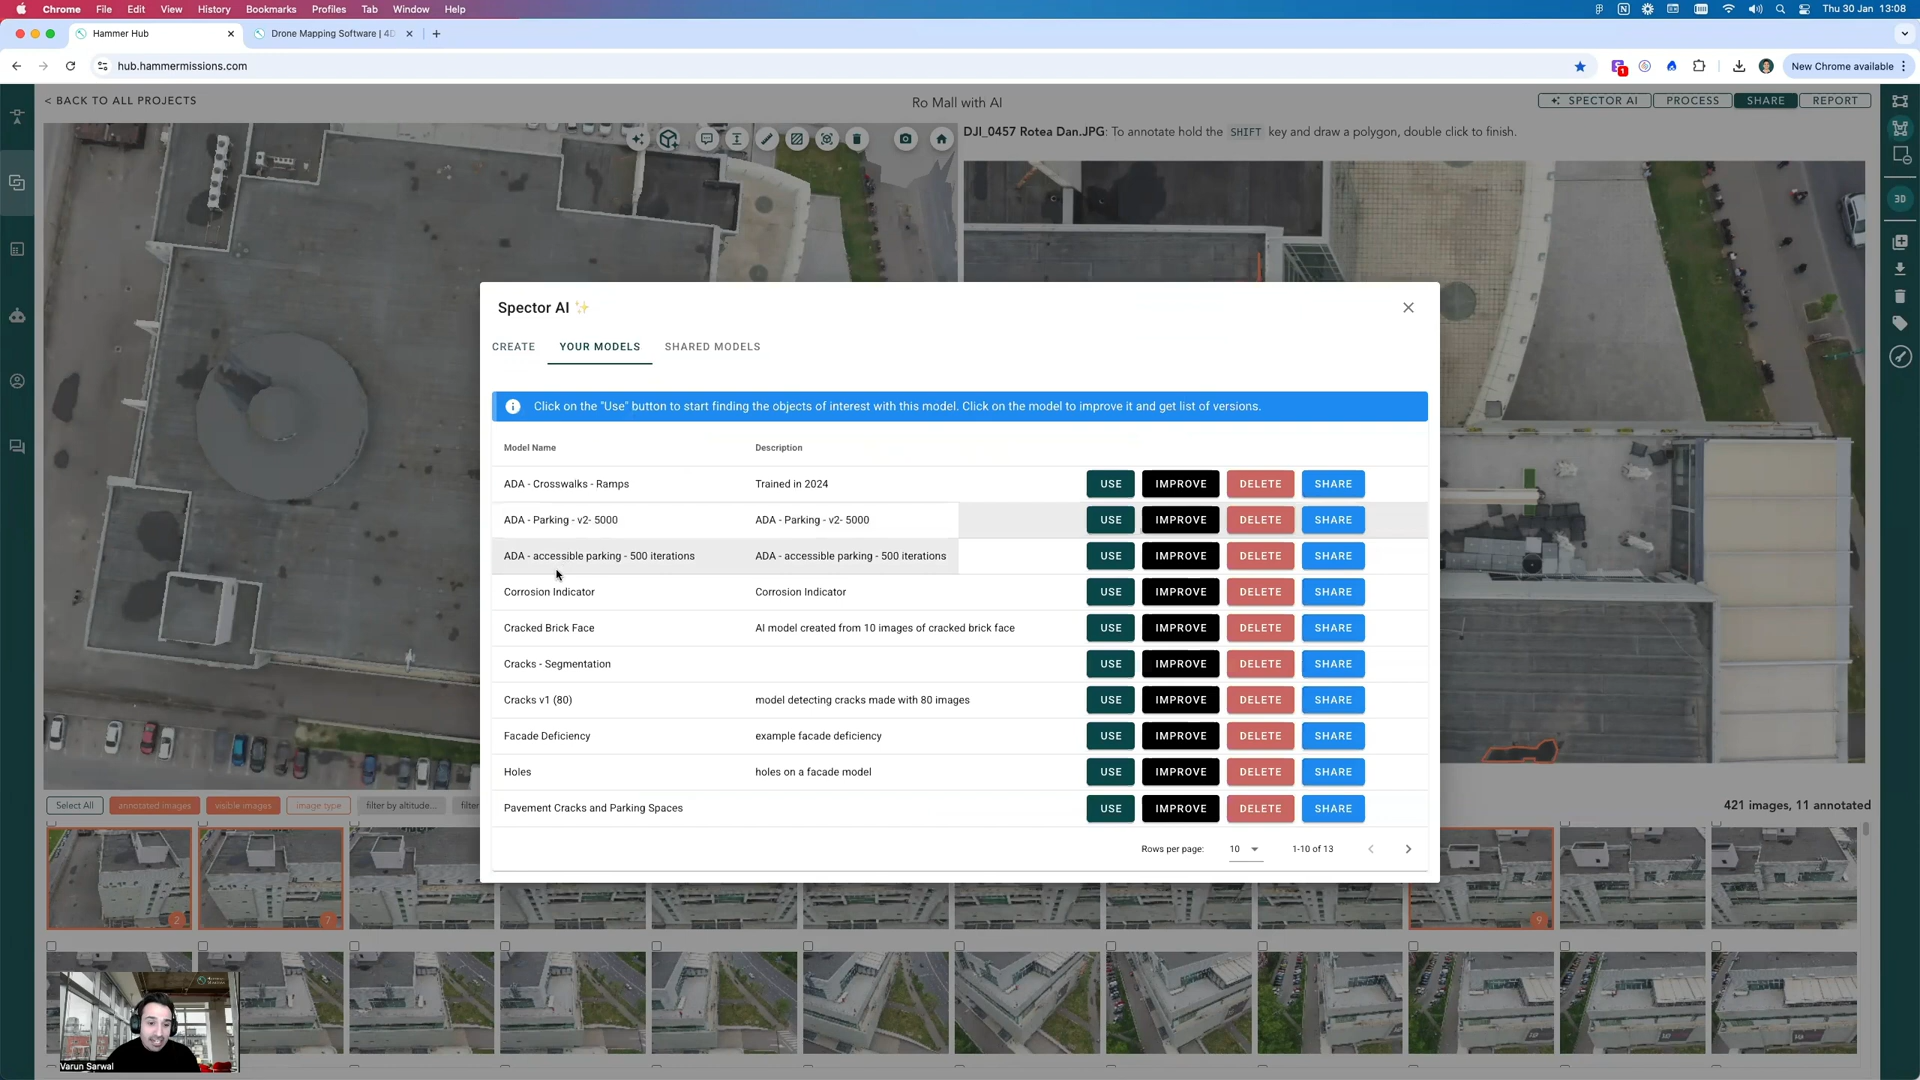 Chrome File Edit View History Bookmarks Profiles Tab Window Help Thu 30 Jan 13:08
Hammer Hub Drone Mapping Software | 4D
hub.hammermissions.com 1 New Chrome available
< BACK TO ALL PROJECTS Ro Mall with AI SPECTOR AI PROCESS SHARE REPORT
DJI_0457 Rotea Dan.JPG: To annotate hold the SHIFT key and draw a polygon, double click to finish.
3D
Spector AI ✨
CREATE YOUR MODELS SHARED MODELS
Click on the "Use" button to start finding the objects of interest with this model. Click on the model to improve it and get list of versions.
Model Name Description
ADA - Crosswalks - Ramps Trained in 2024 USE IMPROVE DELETE SHARE
ADA - Parking - v2- 5000 ADA - Parking - v2- 5000 USE IMPROVE DELETE SHARE
ADA - accessible parking - 500 iterations ADA - accessible parking - 500 iterations USE IMPROVE DELETE SHARE
Corrosion Indicator Corrosion Indicator USE IMPROVE DELETE SHARE
Cracked Brick Face AI model created from 10 images of cracked brick face USE IMPROVE DELETE SHARE
Cracks - Segmentation USE IMPROVE DELETE SHARE
Cracks v1 (80) model detecting cracks made with 80 images USE IMPROVE DELETE SHARE
Facade Deficiency example facade deficiency USE IMPROVE DELETE SHARE
Holes holes on a facade model USE IMPROVE DELETE SHARE
Pavement Cracks and Parking Spaces USE IMPROVE DELETE SHARE
Rows per page: 10 1-10 of 13
Select All annotated images visible images image type filter by altitude... filter 421 images, 11 annotated
2 7 9
Varun Sarwal